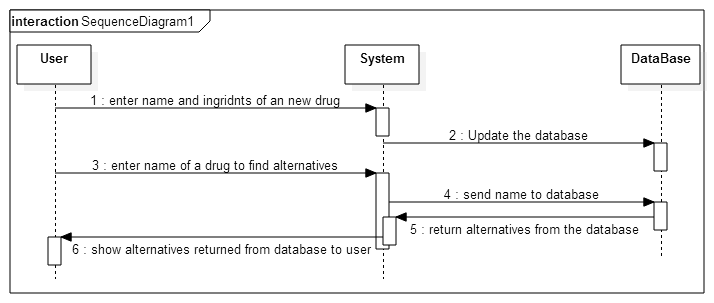 interaction SequenceDiagram1
User
System
DataBase
1 : enter name and ingridnts of an new drug
2 : Update the database
3 : enter name of a drug to find alternatives
4 : send name to database
5 : return alternatives from the database
6 : show alternatives returned from database to user